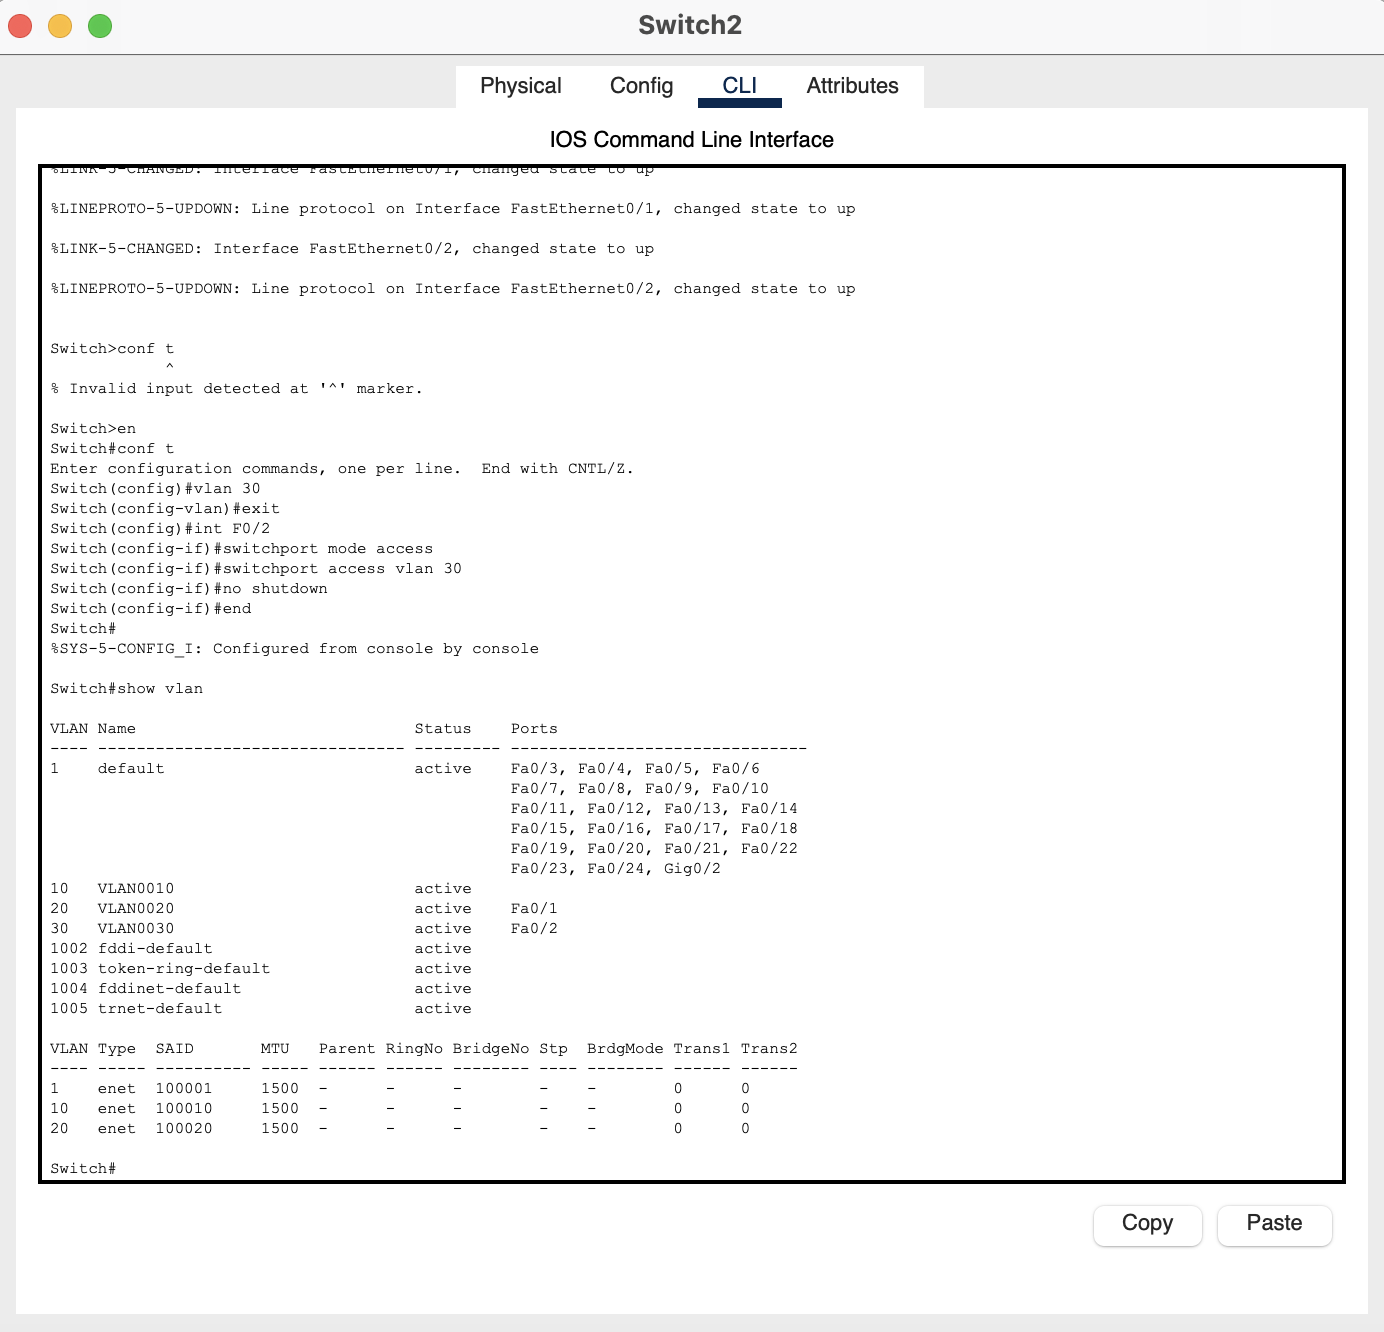 Switch2
Physical Config CLI Attributes
IOS Command Line Interface
%LINK-5-CHANGED: Interface FastEthernet0/1, changed state to up
%LINEPROTO-5-UPDOWN: Line protocol on Interface FastEthernet0/1, changed state to up
%LINK-5-CHANGED: Interface FastEthernet0/2, changed state to up
%LINEPROTO-5-UPDOWN: Line protocol on Interface FastEthernet0/2, changed state to up
Switch>conf t
^
% Invalid input detected at '^' marker.
Switch>en
Switch#conf t
Enter configuration commands, one per line.  End with CNTL/Z.
Switch(config)#vlan 30
Switch(config-vlan)#exit
Switch(config)#int F0/2
Switch(config-if)#switchport mode access
Switch(config-if)#switchport access vlan 30
Switch(config-if)#no shutdown
Switch(config-if)#end
Switch#
%SYS-5-CONFIG_I: Configured from console by console
Switch#show vlan
VLAN Name                             Status    Ports
---- -------------------------------- --------- -------------------------------
1    default                          active    Fa0/3, Fa0/4, Fa0/5, Fa0/6
                                                Fa0/7, Fa0/8, Fa0/9, Fa0/10
                                                Fa0/11, Fa0/12, Fa0/13, Fa0/14
                                                Fa0/15, Fa0/16, Fa0/17, Fa0/18
                                                Fa0/19, Fa0/20, Fa0/21, Fa0/22
                                                Fa0/23, Fa0/24, Gig0/2
10   VLAN0010                         active
20   VLAN0020                         active    Fa0/1
30   VLAN0030                         active    Fa0/2
1002 fddi-default                     active
1003 token-ring-default               active
1004 fddinet-default                  active
1005 trnet-default                    active
VLAN Type  SAID       MTU   Parent RingNo BridgeNo Stp  BrdgMode Trans1 Trans2
---- ----- ---------- ----- ------ ------ -------- ---- -------- ------ ------
1    enet  100001     1500  -      -      -        -    -        0      0
10   enet  100010     1500  -      -      -        -    -        0      0
20   enet  100020     1500  -      -      -        -    -        0      0
Switch#
Copy Paste